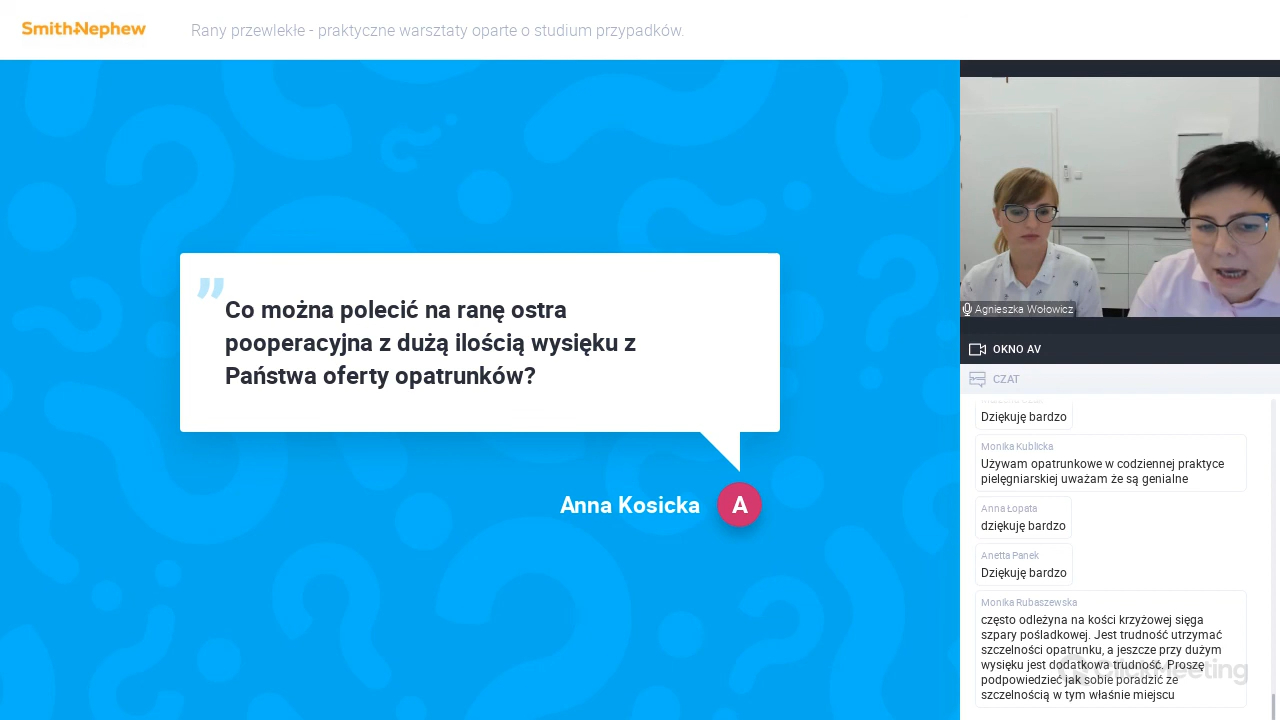 Smith+Nephew
Rany przewlekłe - praktyczne warsztaty oparte o studium przypadków.
”
Co można polecić na ranę ostra
pooperacyjna z dużą ilością wysięku z
Państwa oferty opatrunków?
Anna Kosicka
A
Agnieszka Wołowicz
OKNO AV
CZAT
Dziękuję bardzo
Monika Kublicka
Używam opatrunkowe w codziennej praktyce
pielęgniarskiej uważam że są genialne
Anna Łopata
dziękuję bardzo
Anetta Panek
Dziękuję bardzo
Monika Rubaszewska
często odleżyna na kości krzyżowej sięga
szpary pośladkowej. Jest trudność utrzymać
szczelności opatrunku, a jeszcze przy dużym
wysięku jest dodatkowa trudność. Proszę
podpowiedzieć jak sobie poradzić ze
szczelnością w tym właśnie miejscu
ClickMeeting